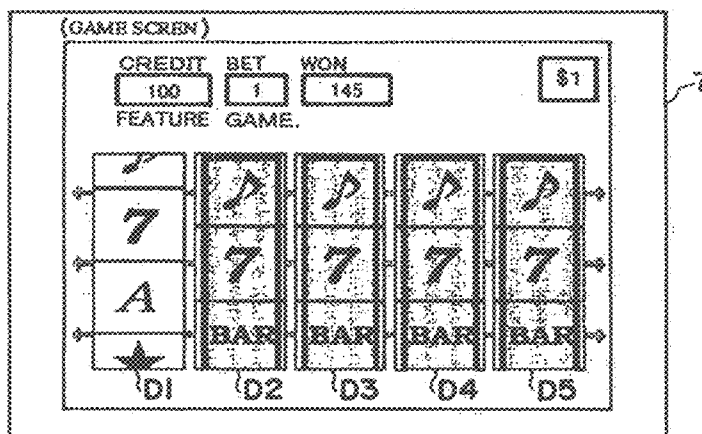 (GAME SCREN)
CREDIT BET WON
100 1 145 $1
FEATURE GAME.
7
A
7 7 7 7
BAR BAR BAR BAR
D1 D2 D3 D4 D5